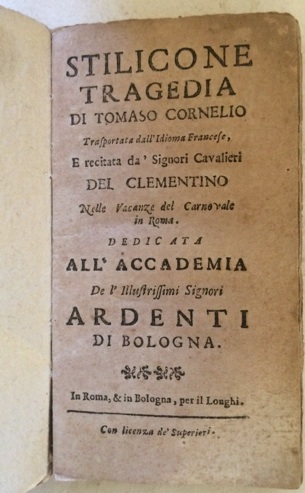 STILICONE
TRAGEDIA
DI TOMASO CORNELIO
Trasportata dall'Idioma Francese,
E recitata da' Signori Cavalieri
DEL CLEMENTINO
Nelle Vacanze del Carnovale
in Roma.
DEDICATA
ALL' ACCADEMIA
De l' Illustrissimi Signori
ARDENTI
DI BOLOGNA.
In Roma, & in Bologna, per il Longhi.
Con licenza de' Superiori.